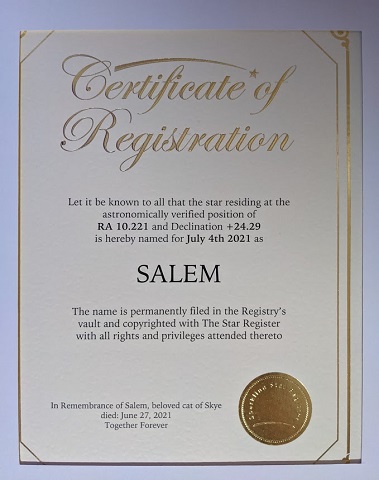 Certificate of
Registration
Let it be known to all that the star residing at the
astronomically verified position of
RA 10.221 and Declination +24.29
is hereby named for July 4th 2021 as
SALEM
The name is permanently filed in the Registry's
vault and copyrighted with The Star Register
with all rights and privileges attended thereto
In Remembrance of Salem, beloved cat of Skye
died: June 27, 2021
Together Forever